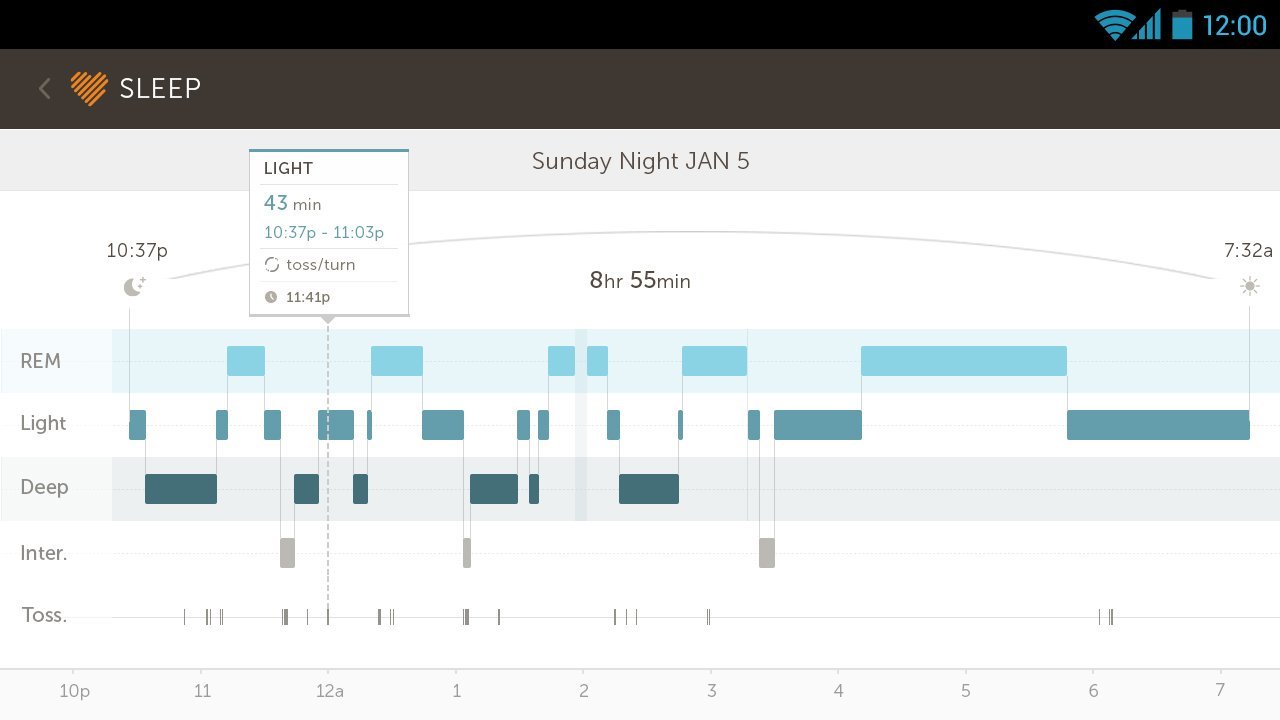 12:00
SLEEP
Sunday Night JAN 5
LIGHT
43 min
10:37p - 11:03p
toss/turn
11:41p
10:37p
7:32a
8hr 55min
REM
Light
Deep
Inter.
Toss.
10p 11 12a 1 2 3 4 5 6 7